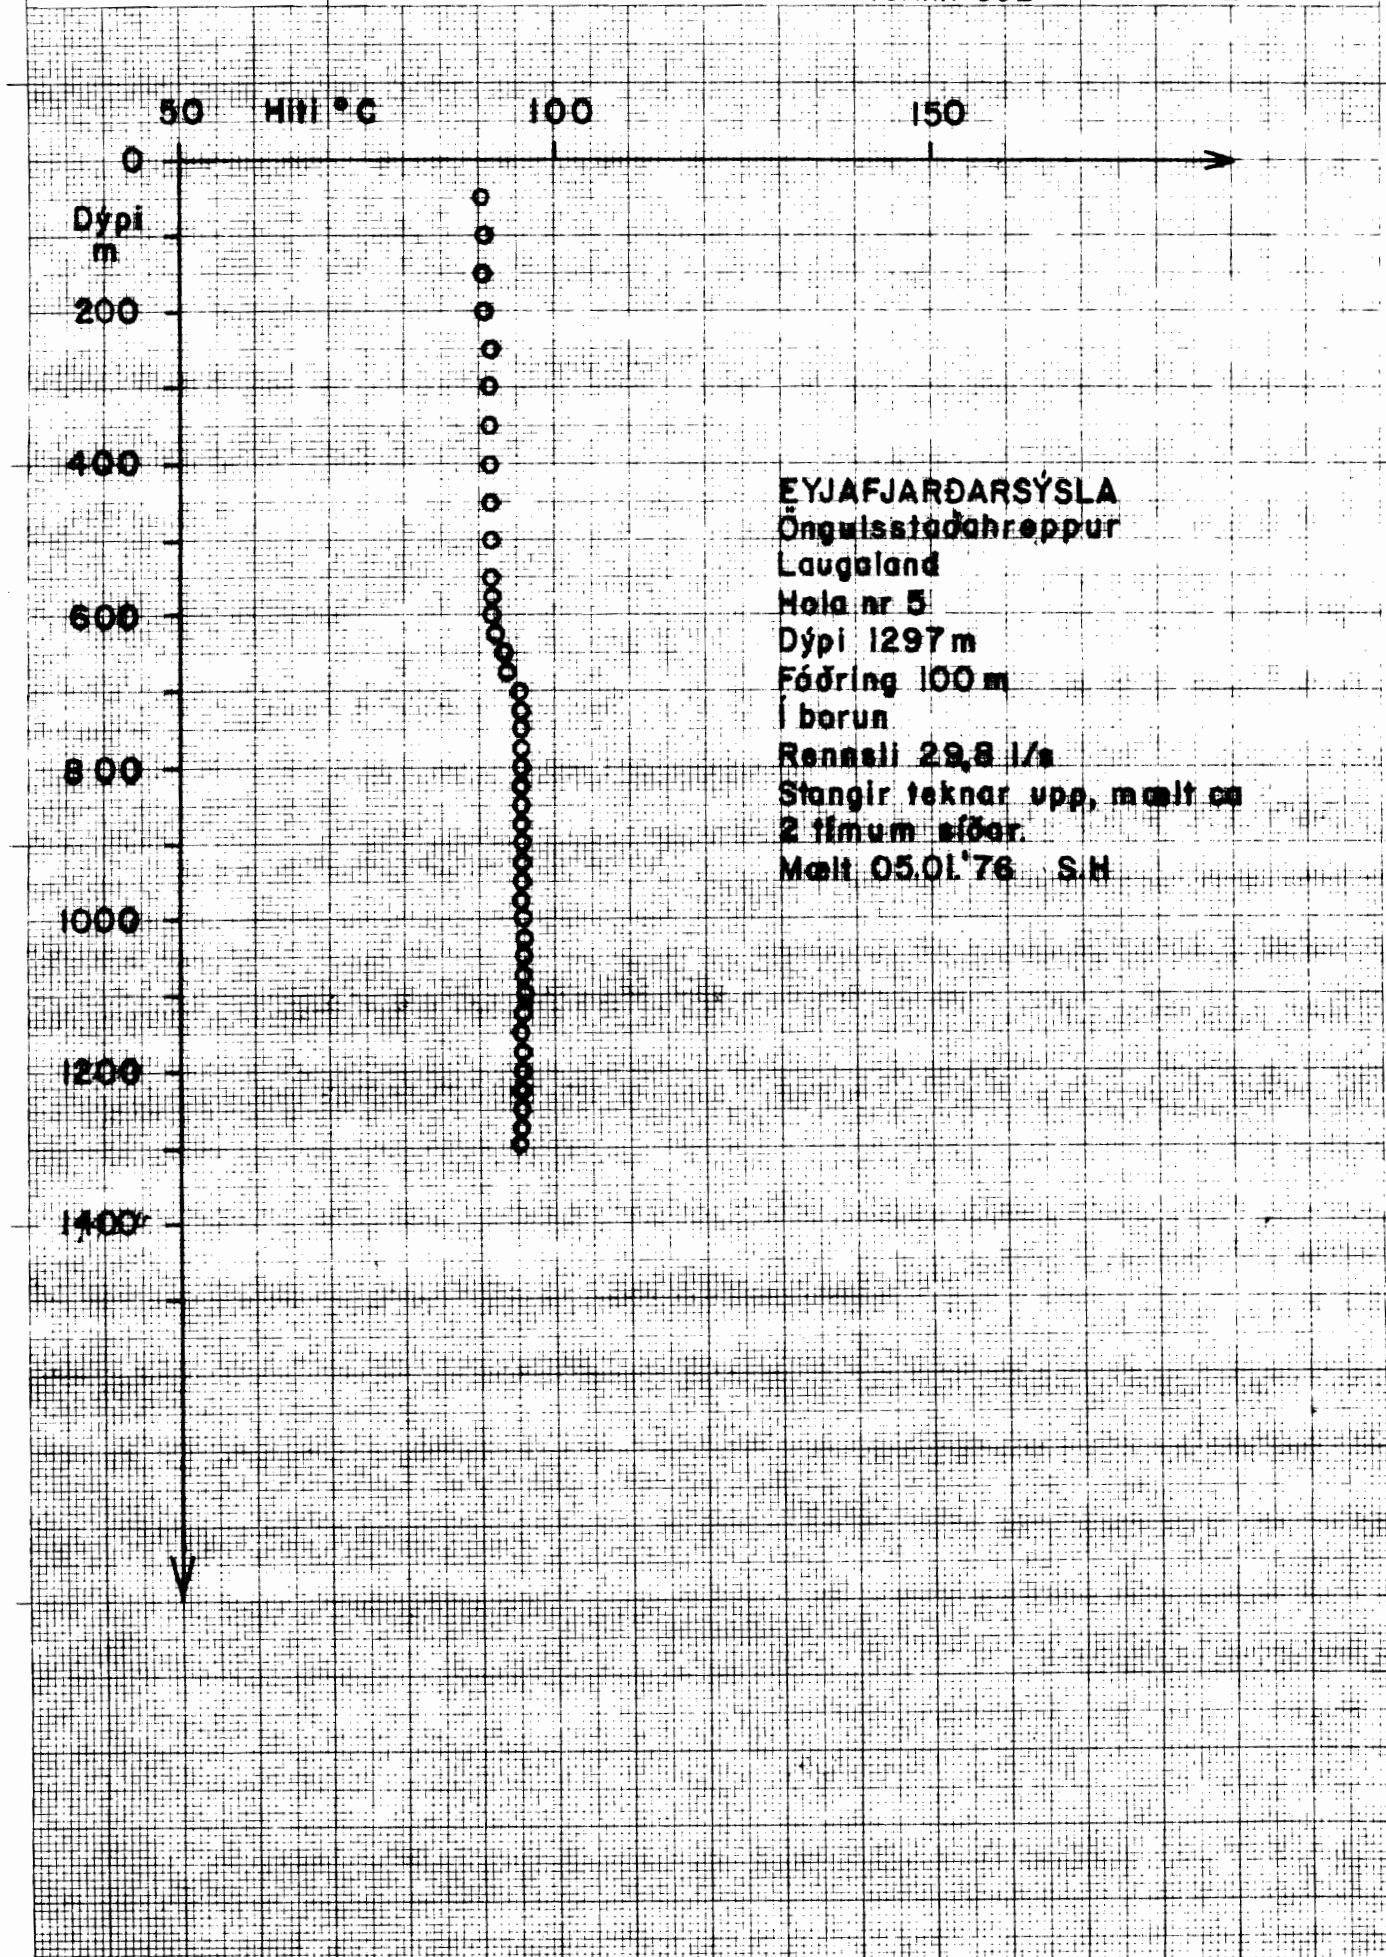 50 Hiti °C 100 150
0
Dýpi
m
200
400
600
800
1000
1200
1400
EYJAFJARÐARSÝSLA
Öngulsstaðahreppur
Laugaland
Hola nr 5
Dýpi 1297 m
Fóðring 100 m
Í borun
Rennsli 29,8 l/s
Stangir teknar upp, mælt ca
2 tímum síðar.
Mælt 05.01.'76 S.H